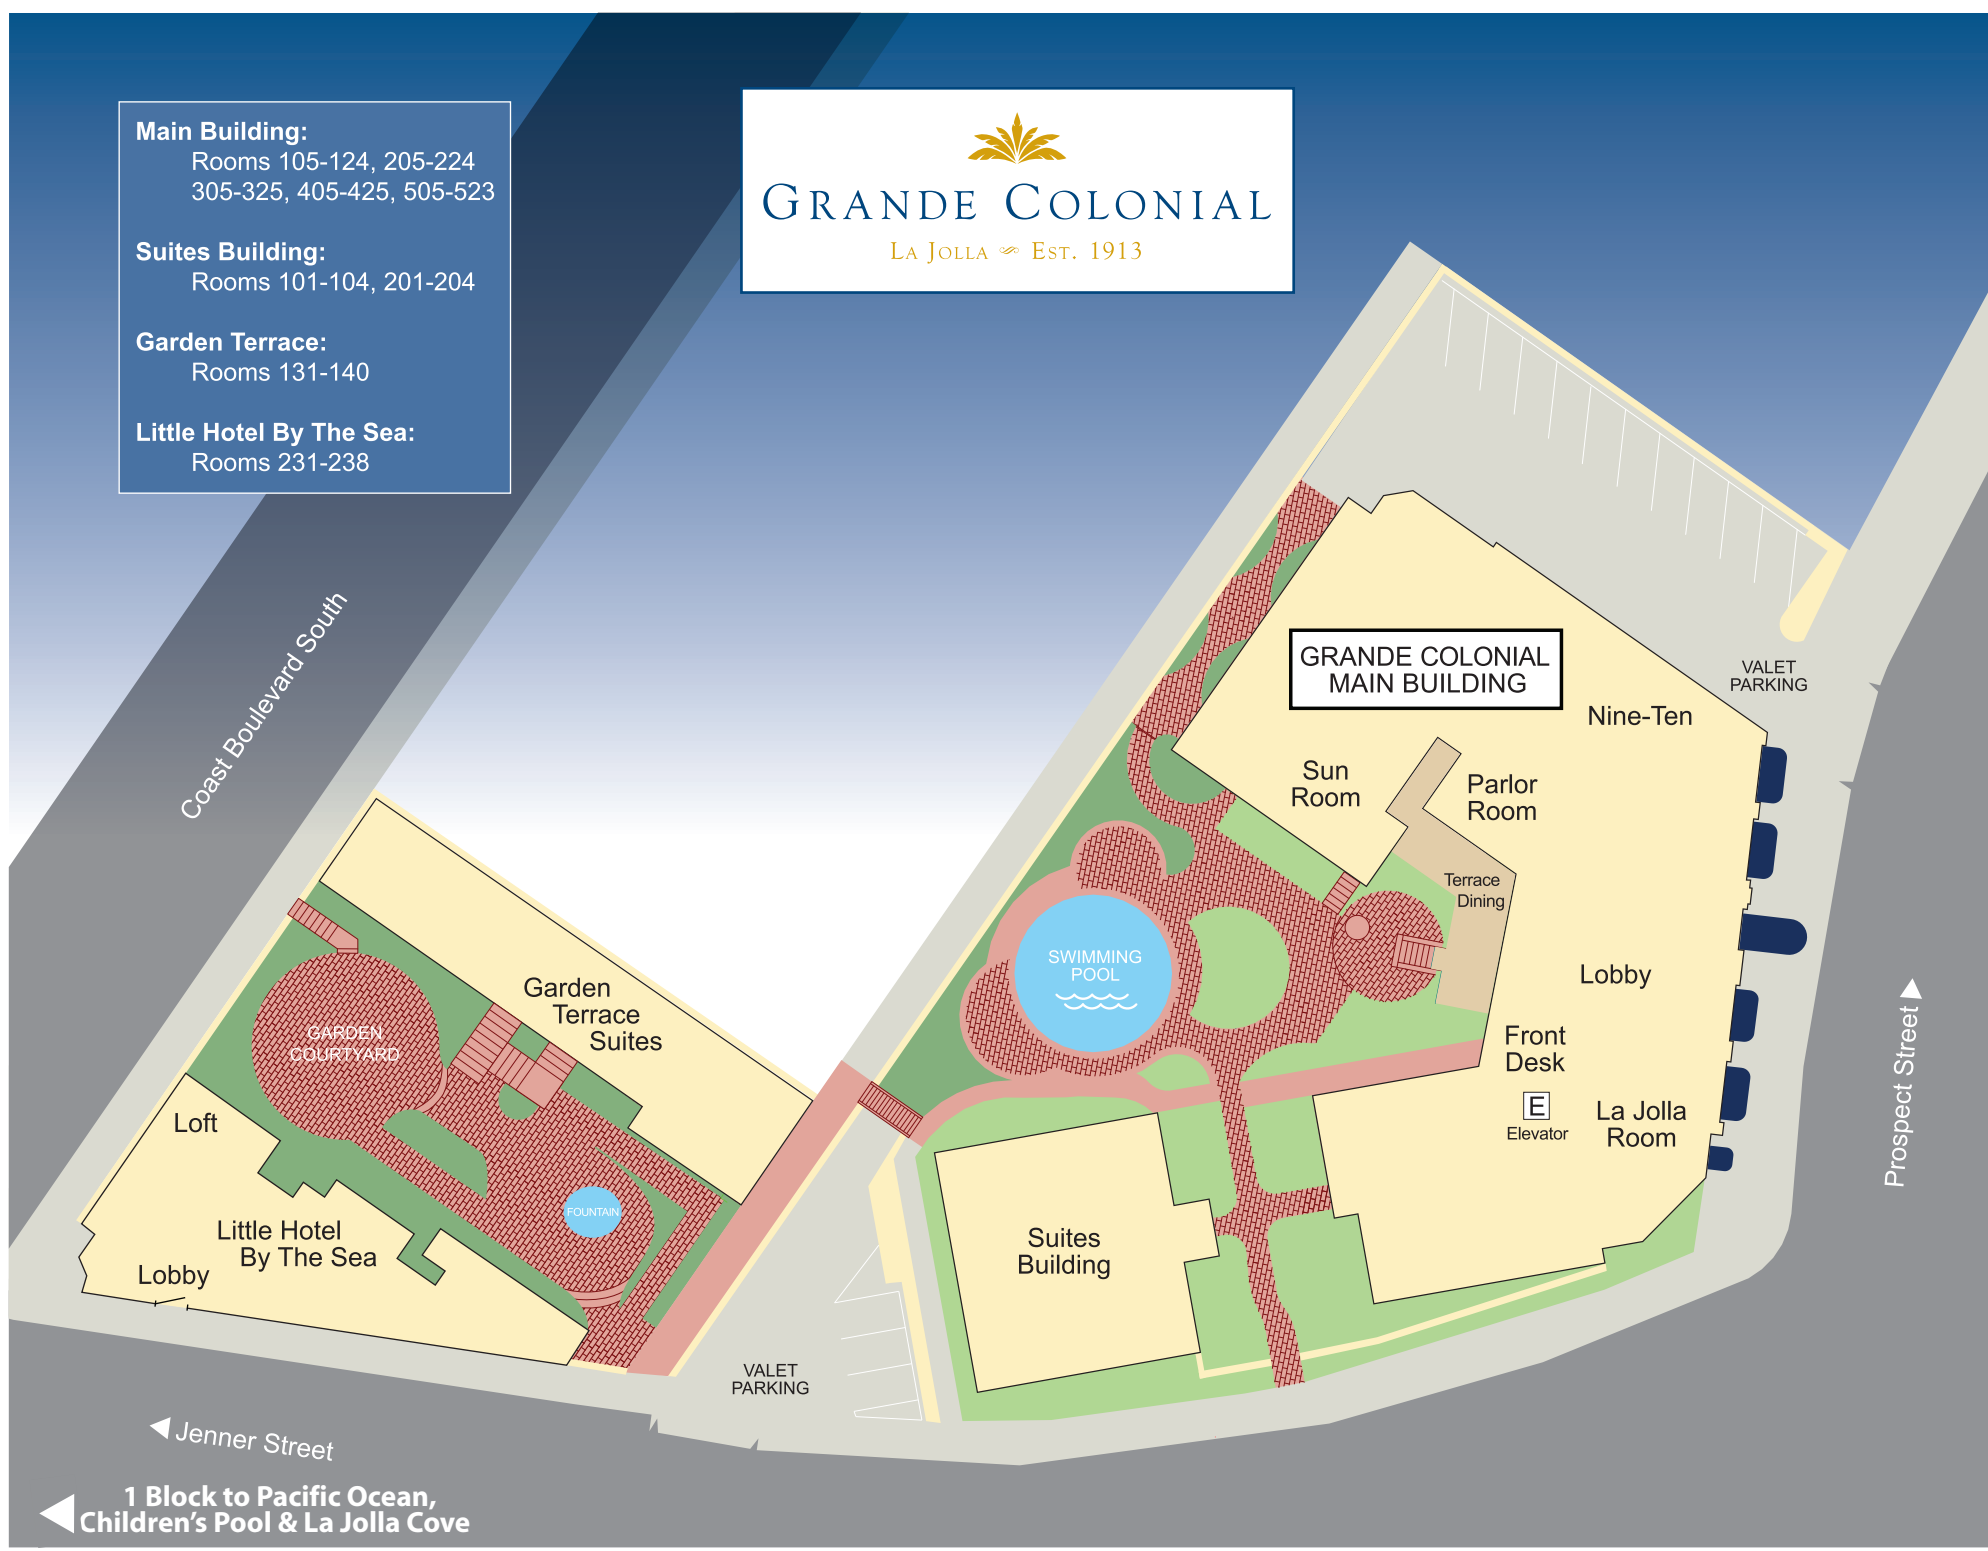 Main Building:
Rooms 105-124, 205-224
305-325, 405-425, 505-523
Suites Building:
Rooms 101-104, 201-204
Garden Terrace:
Rooms 131-140
Little Hotel By The Sea:
Rooms 231-238
GRANDE COLONIAL
LA JOLLA EST. 1913
Coast Boulevard South
GRANDE COLONIAL
MAIN BUILDING
VALET
PARKING
Nine-Ten
Sun
Room
Parlor
Room
Terrace
Dining
SWIMMING
POOL
Lobby
Front
Desk
E
Elevator
La Jolla
Room
Prospect Street
Garden
Terrace
Suites
GARDEN
COURTYARD
Loft
FOUNTAIN
Little Hotel
By The Sea
Lobby
Suites
Building
VALET
PARKING
Jenner Street
1 Block to Pacific Ocean,
Children's Pool & La Jolla Cove